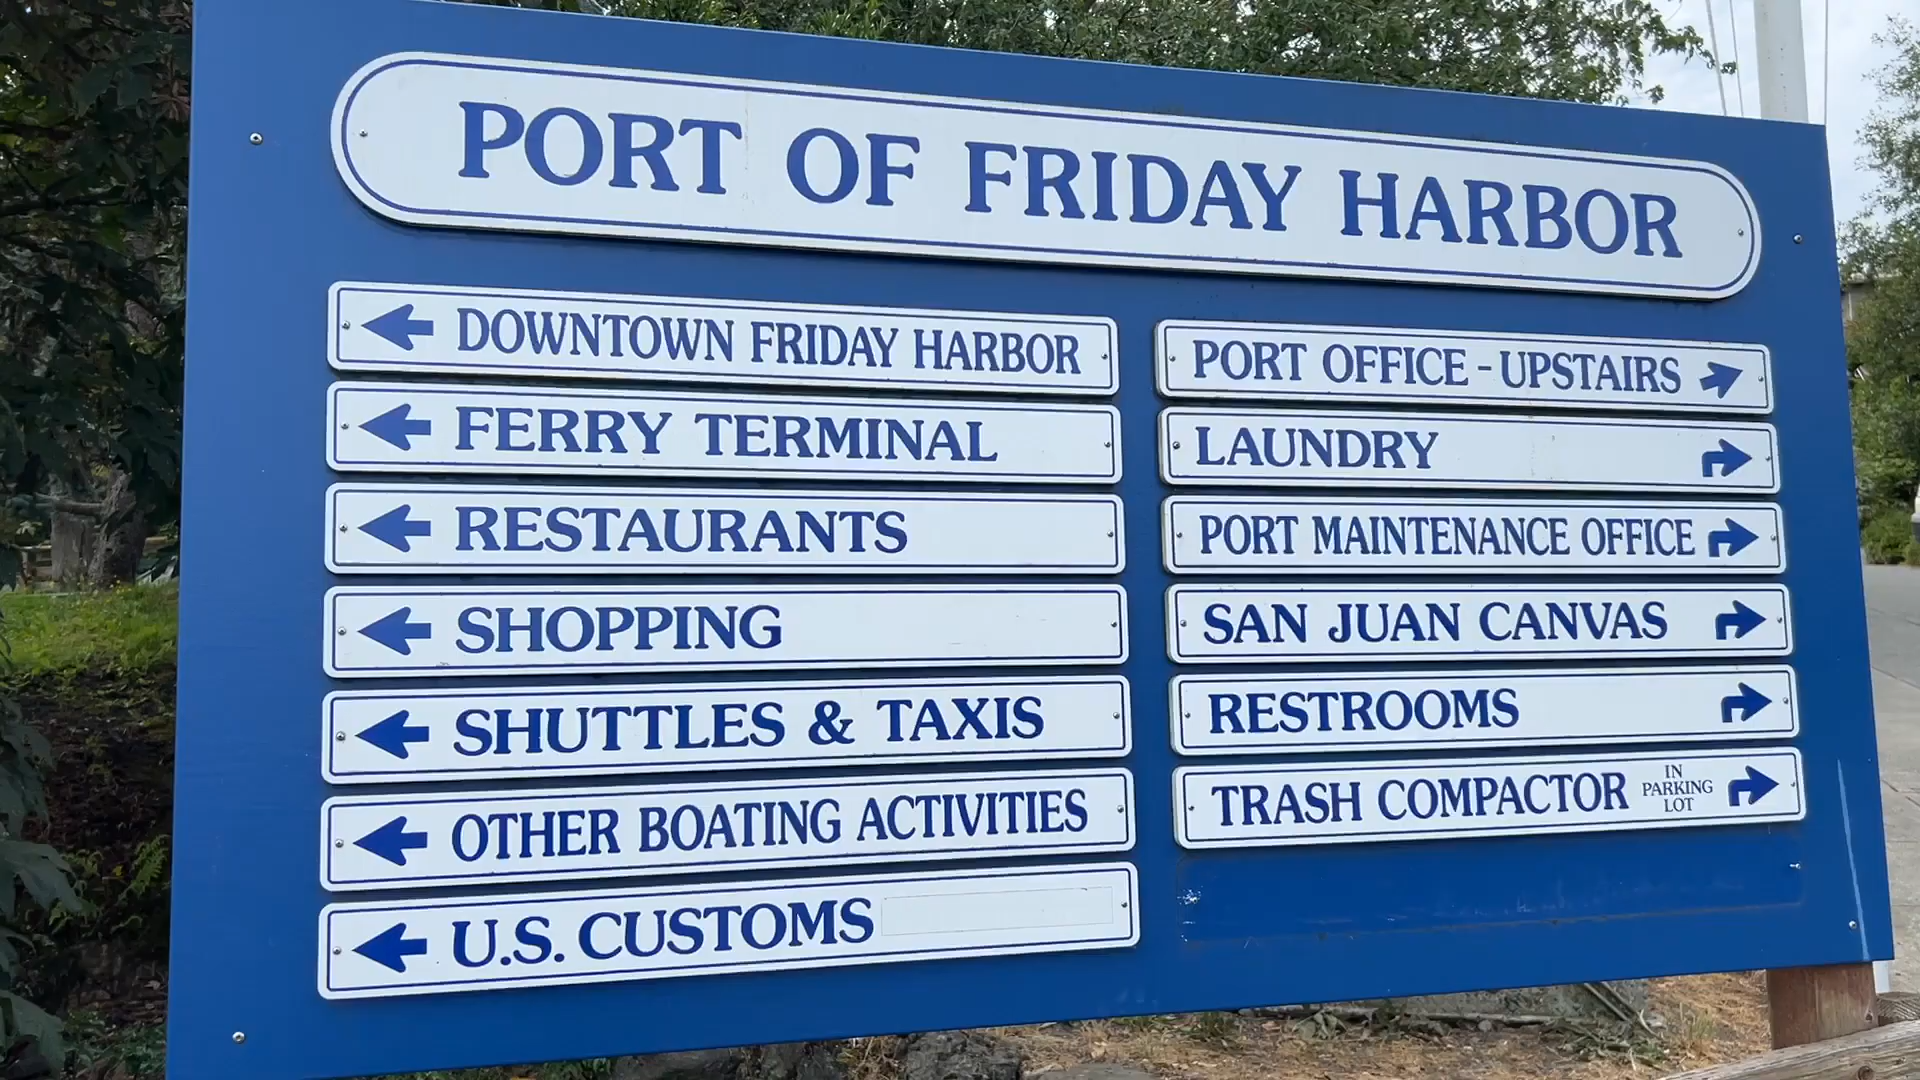 PORT OF FRIDAY HARBOR
DOWNTOWN FRIDAY HARBOR
FERRY TERMINAL
RESTAURANTS
SHOPPING
SHUTTLES & TAXIS
OTHER BOATING ACTIVITIES
U.S. CUSTOMS
PORT OFFICE - UPSTAIRS
LAUNDRY
PORT MAINTENANCE OFFICE
SAN JUAN CANVAS
RESTROOMS
TRASH COMPACTOR IN PARKING LOT